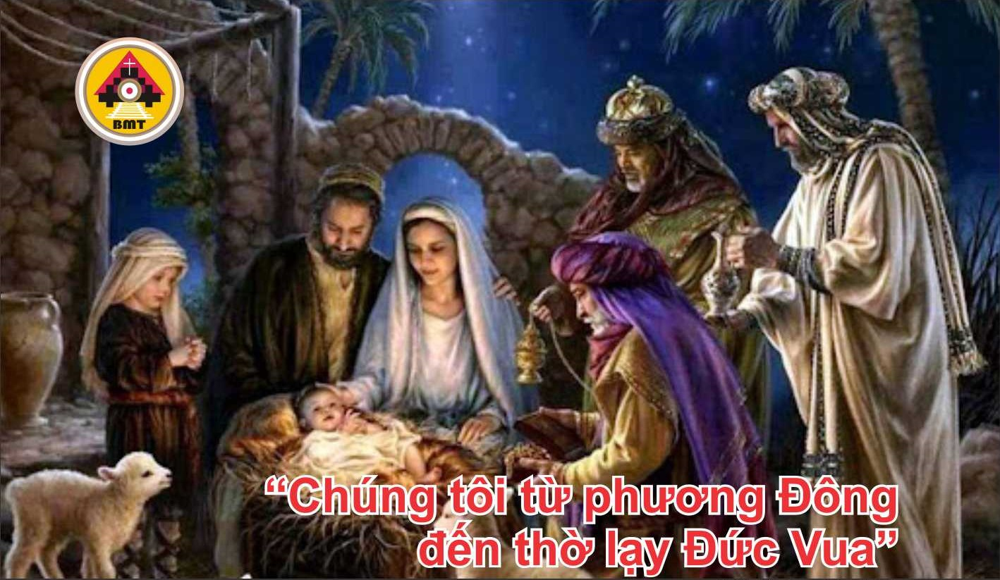 BMT
“Chúng tôi từ phương Đông
đến thờ lạy Đức Vua”